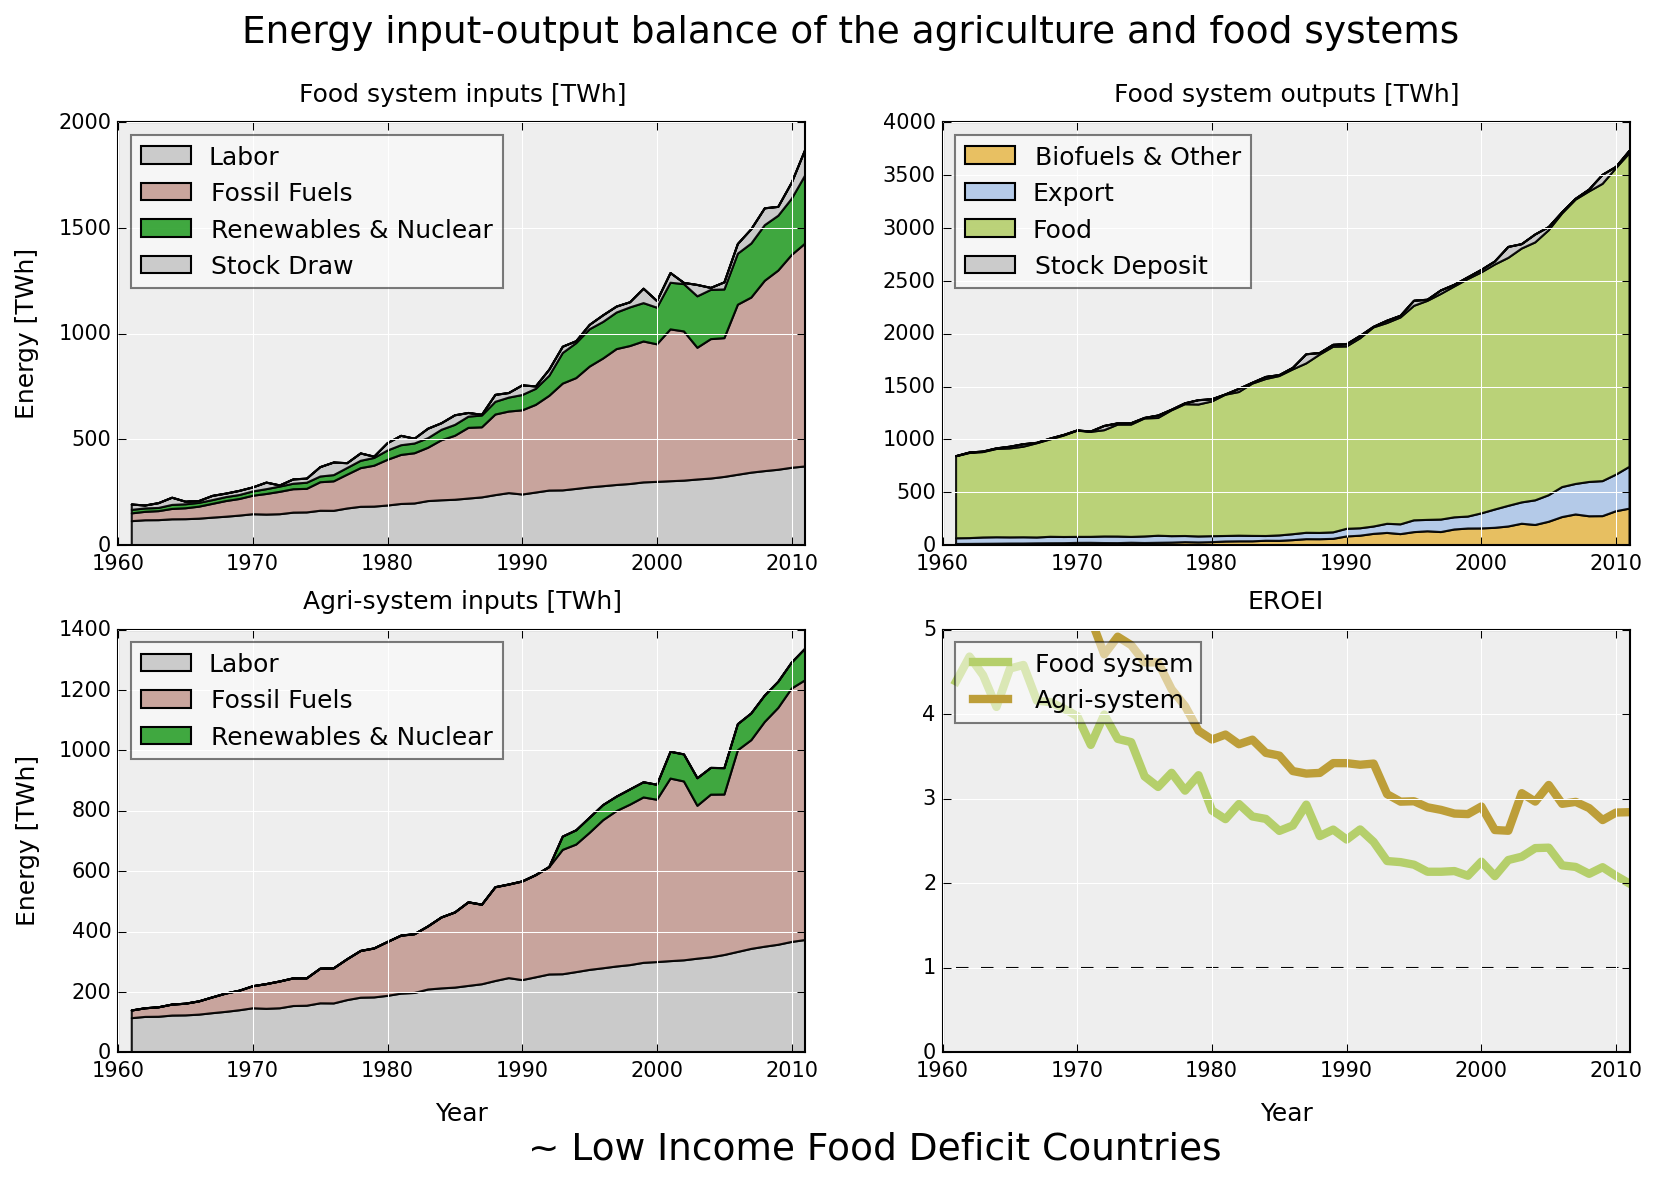 Energy input-output balance of the agriculture and food systems
Food system inputs [TWh]
Energy [TWh]
2000
1500
1000
500
0
Labor
Fossil Fuels
Renewables & Nuclear
Stock Draw
1960 1970 1980 1990 2000 2010
Food system outputs [TWh]
4000
3500
3000
2500
2000
1500
1000
500
0
Biofuels & Other
Export
Food
Stock Deposit
1960 1970 1980 1990 2000 2010
Agri-system inputs [TWh]
Energy [TWh]
1400
1200
1000
800
600
400
200
0
Labor
Fossil Fuels
Renewables & Nuclear
1960 1970 1980 1990 2000 2010
Year
EROEI
5
4
3
2
1
0
Food system
Agri-system
1960 1970 1980 1990 2000 2010
Year
~ Low Income Food Deficit Countries